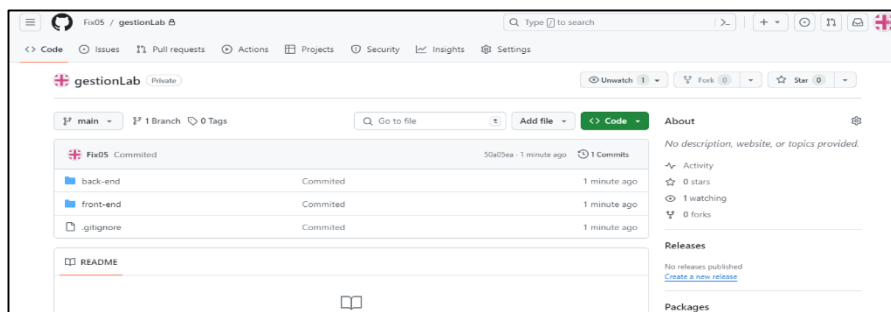 Fix05 / gestionLab
Type / to search
<> Code Issues Pull requests Actions Projects Security Insights Settings
gestionLab Private
Unwatch 1 Fork 0 Star 0
main 1 Branch 0 Tags Go to file t Add file <> Code
Fix05 Commited 50a05ea · 1 minute ago 1 Commits
back-end Commited 1 minute ago
front-end Commited 1 minute ago
.gitignore Commited 1 minute ago
README
About
No description, website, or topics provided.
Activity
0 stars
1 watching
0 forks
Releases
No releases published
Create a new release
Packages